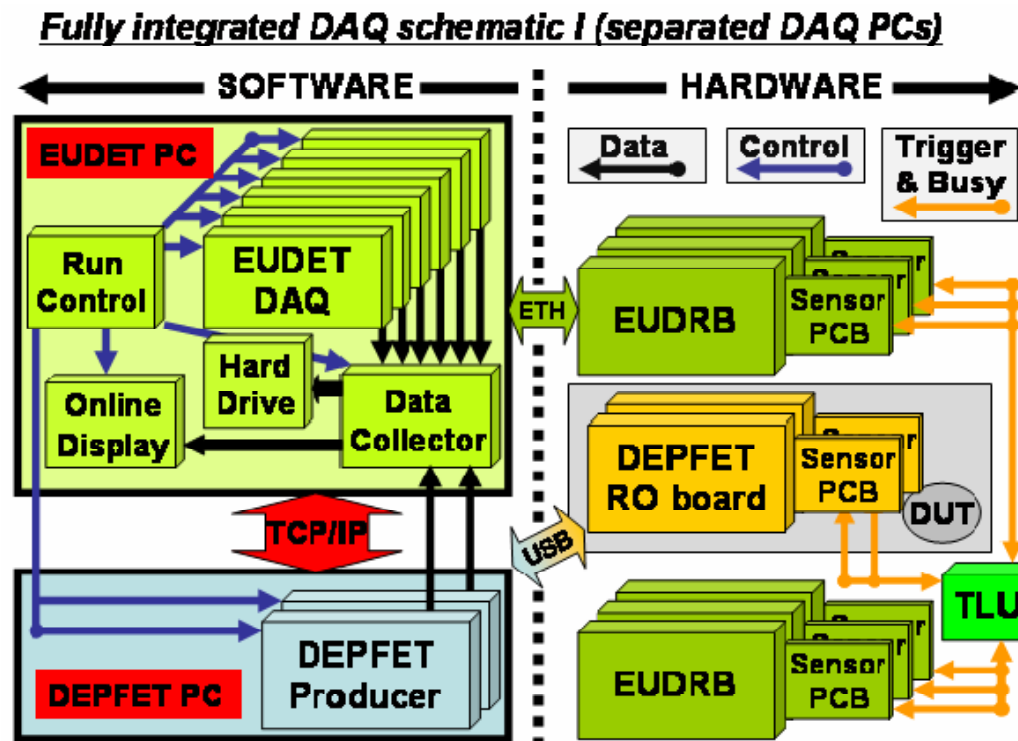 Fully integrated DAQ schematic I (separated DAQ PCs)
SOFTWARE
HARDWARE
EUDET PC
Data
Control
Trigger
& Busy
Run
Control
EUDET
DAQ
ETH
EUDRB
Sensor
PCB
Hard
Drive
Online
Display
Data
Collector
DEPFET
RO board
Sensor
PCB
DUT
TCP/IP
USB
TLU
DEPFET
Producer
DEPFET PC
EUDRB
Sensor
PCB